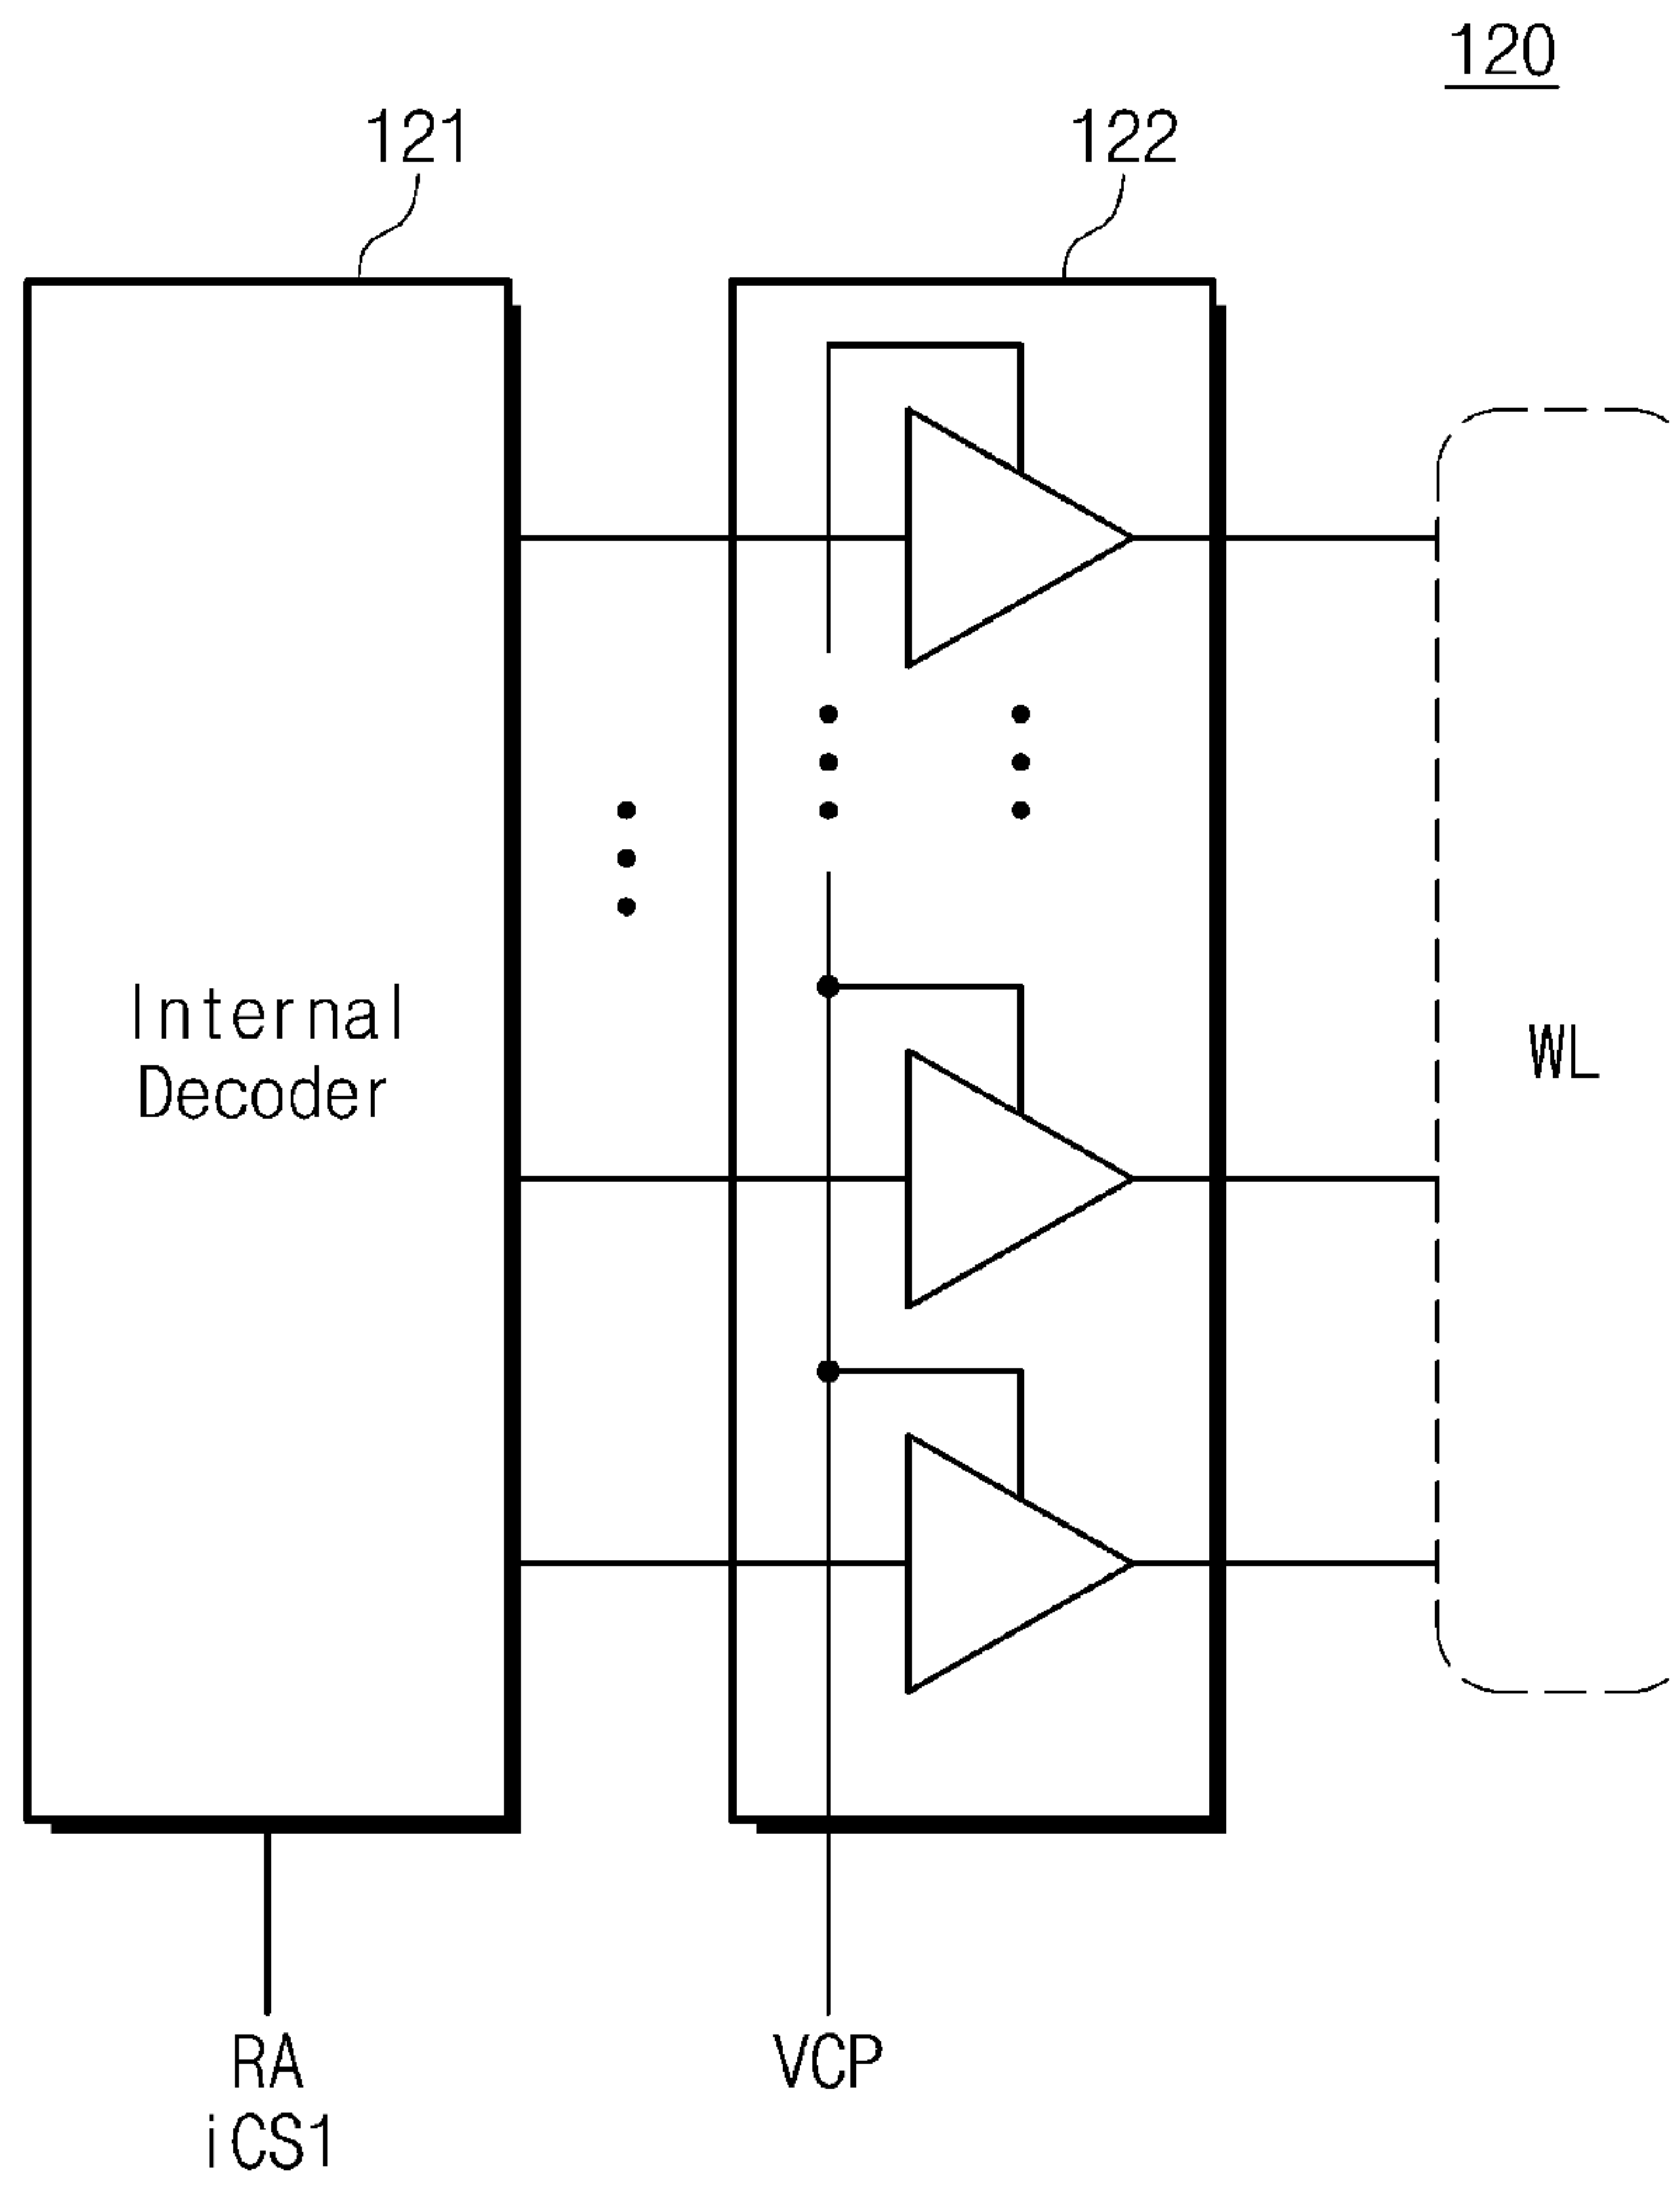 120
121
122
Internal
Decoder
WL
RA
iCS1
VCP